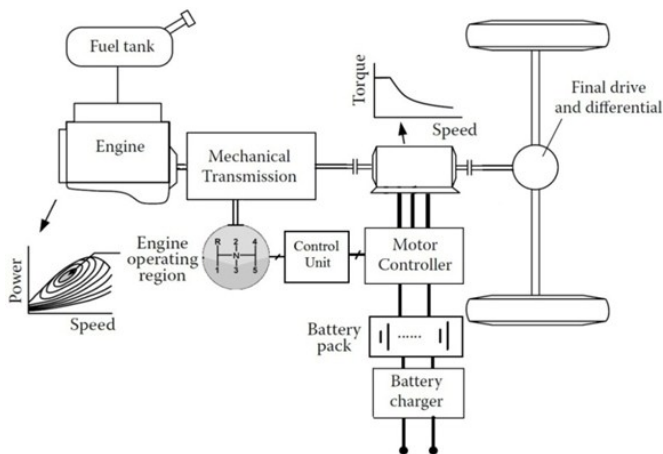 Fuel tank
Engine
Mechanical
Transmission
Torque
Speed
Final drive
and differential
Power
Speed
Engine
operating
region
R 2 4
N
1 3 5
Control
Unit
Motor
Controller
Battery
pack
Battery
charger